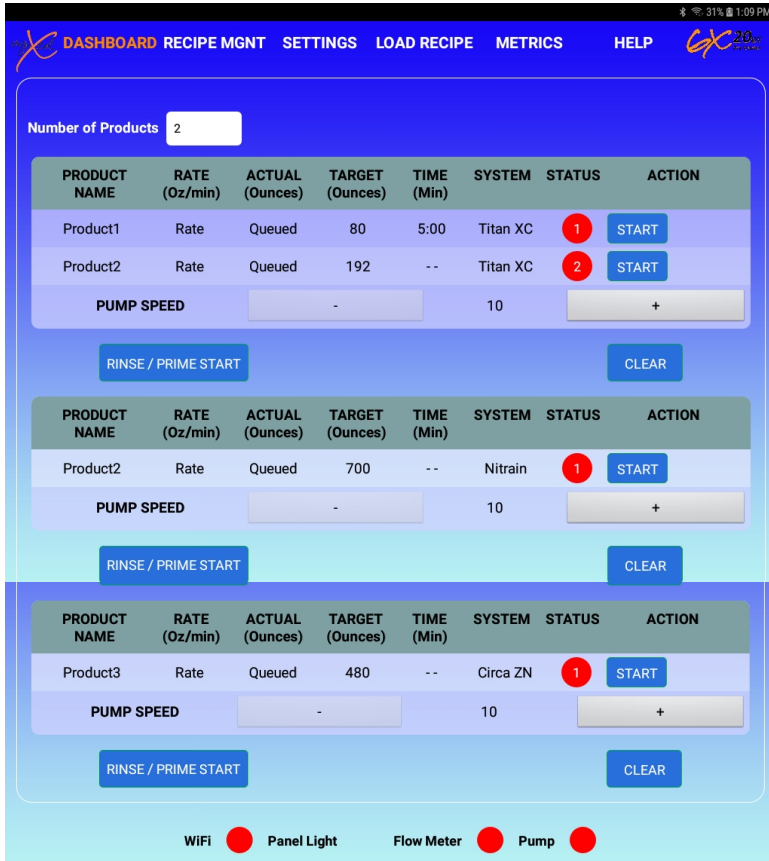 31% 1:09 PM
DASHBOARD RECIPE MGNT SETTINGS LOAD RECIPE METRICS HELP GX 20
Number of Products 2
PRODUCT NAME RATE (Oz/min) ACTUAL (Ounces) TARGET (Ounces) TIME (Min) SYSTEM STATUS ACTION
Product1 Rate Queued 80 5:00 Titan XC 1 START
Product2 Rate Queued 192 - - Titan XC 2 START
PUMP SPEED - 10 +
RINSE / PRIME START CLEAR
PRODUCT NAME RATE (Oz/min) ACTUAL (Ounces) TARGET (Ounces) TIME (Min) SYSTEM STATUS ACTION
Product2 Rate Queued 700 - - Nitrain 1 START
PUMP SPEED - 10 +
RINSE / PRIME START CLEAR
PRODUCT NAME RATE (Oz/min) ACTUAL (Ounces) TARGET (Ounces) TIME (Min) SYSTEM STATUS ACTION
Product3 Rate Queued 480 - - Circa ZN 1 START
PUMP SPEED - 10 +
RINSE / PRIME START CLEAR
WiFi Panel Light Flow Meter Pump